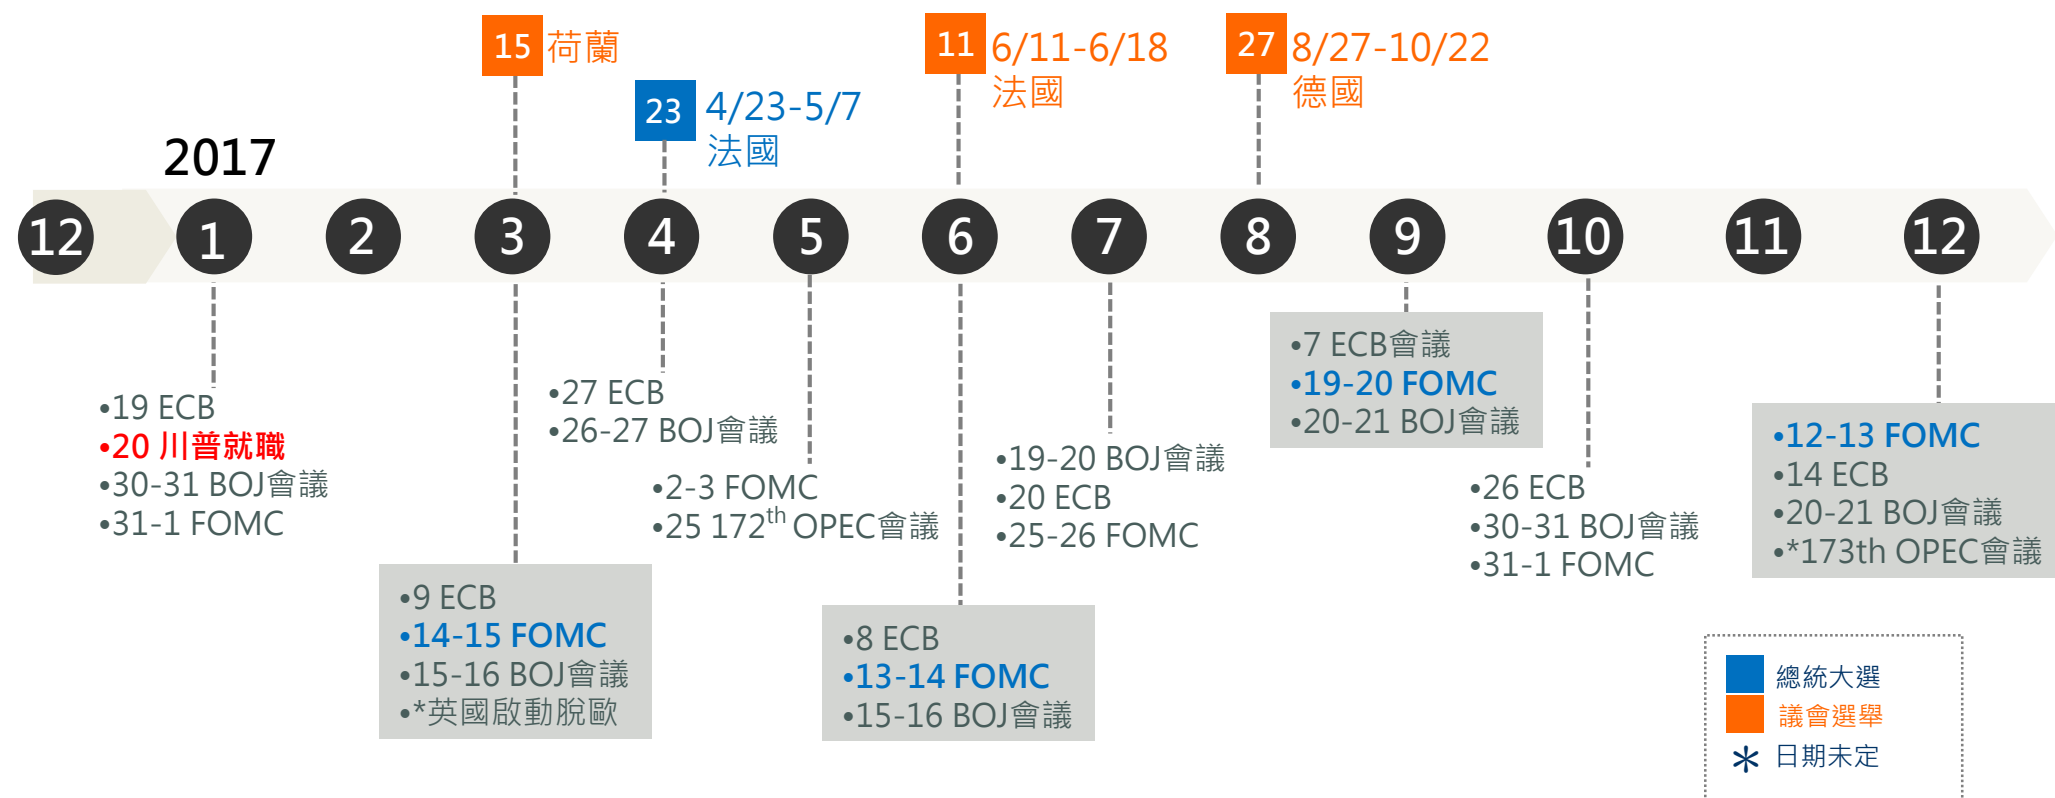 15 荷蘭
11 6/11-6/18
法國
27 8/27-10/22
德國
23 4/23-5/7
法國
2017
12 1 2 3 4 5 6 7 8 9 10 11 12
•19 ECB
•20 川普就職
•30-31 BOJ會議
•31-1 FOMC
•9 ECB
•14-15 FOMC
•15-16 BOJ會議
•*英國啟動脫歐
•27 ECB
•26-27 BOJ會議
•2-3 FOMC
•25 172th OPEC會議
•8 ECB
•13-14 FOMC
•15-16 BOJ會議
•19-20 BOJ會議
•20 ECB
•25-26 FOMC
•7 ECB會議
•19-20 FOMC
•20-21 BOJ會議
•26 ECB
•30-31 BOJ會議
•31-1 FOMC
•12-13 FOMC
•14 ECB
•20-21 BOJ會議
•*173th OPEC會議
總統大選
議會選舉
* 日期未定